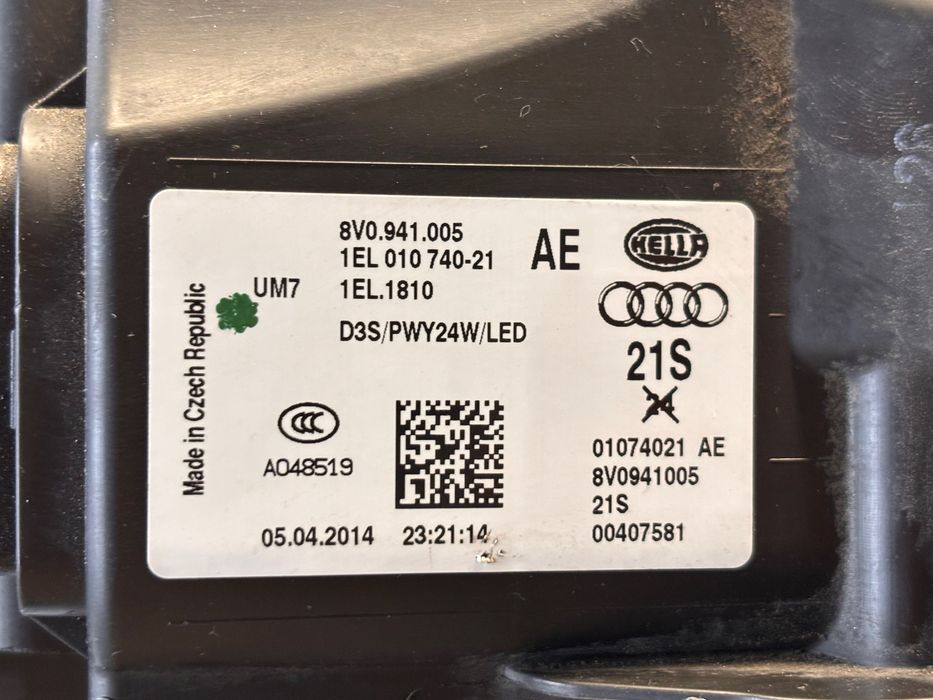 8V0.941.005
1EL 010 740-21
AE
HELLA
UM7
1EL.1810
D3S/PWY24W/LED
21S
24
Made in Czech Republic
CCC
A048519
01074021 AE
8V0941005
21S
05.04.2014 23:21:14
00407581